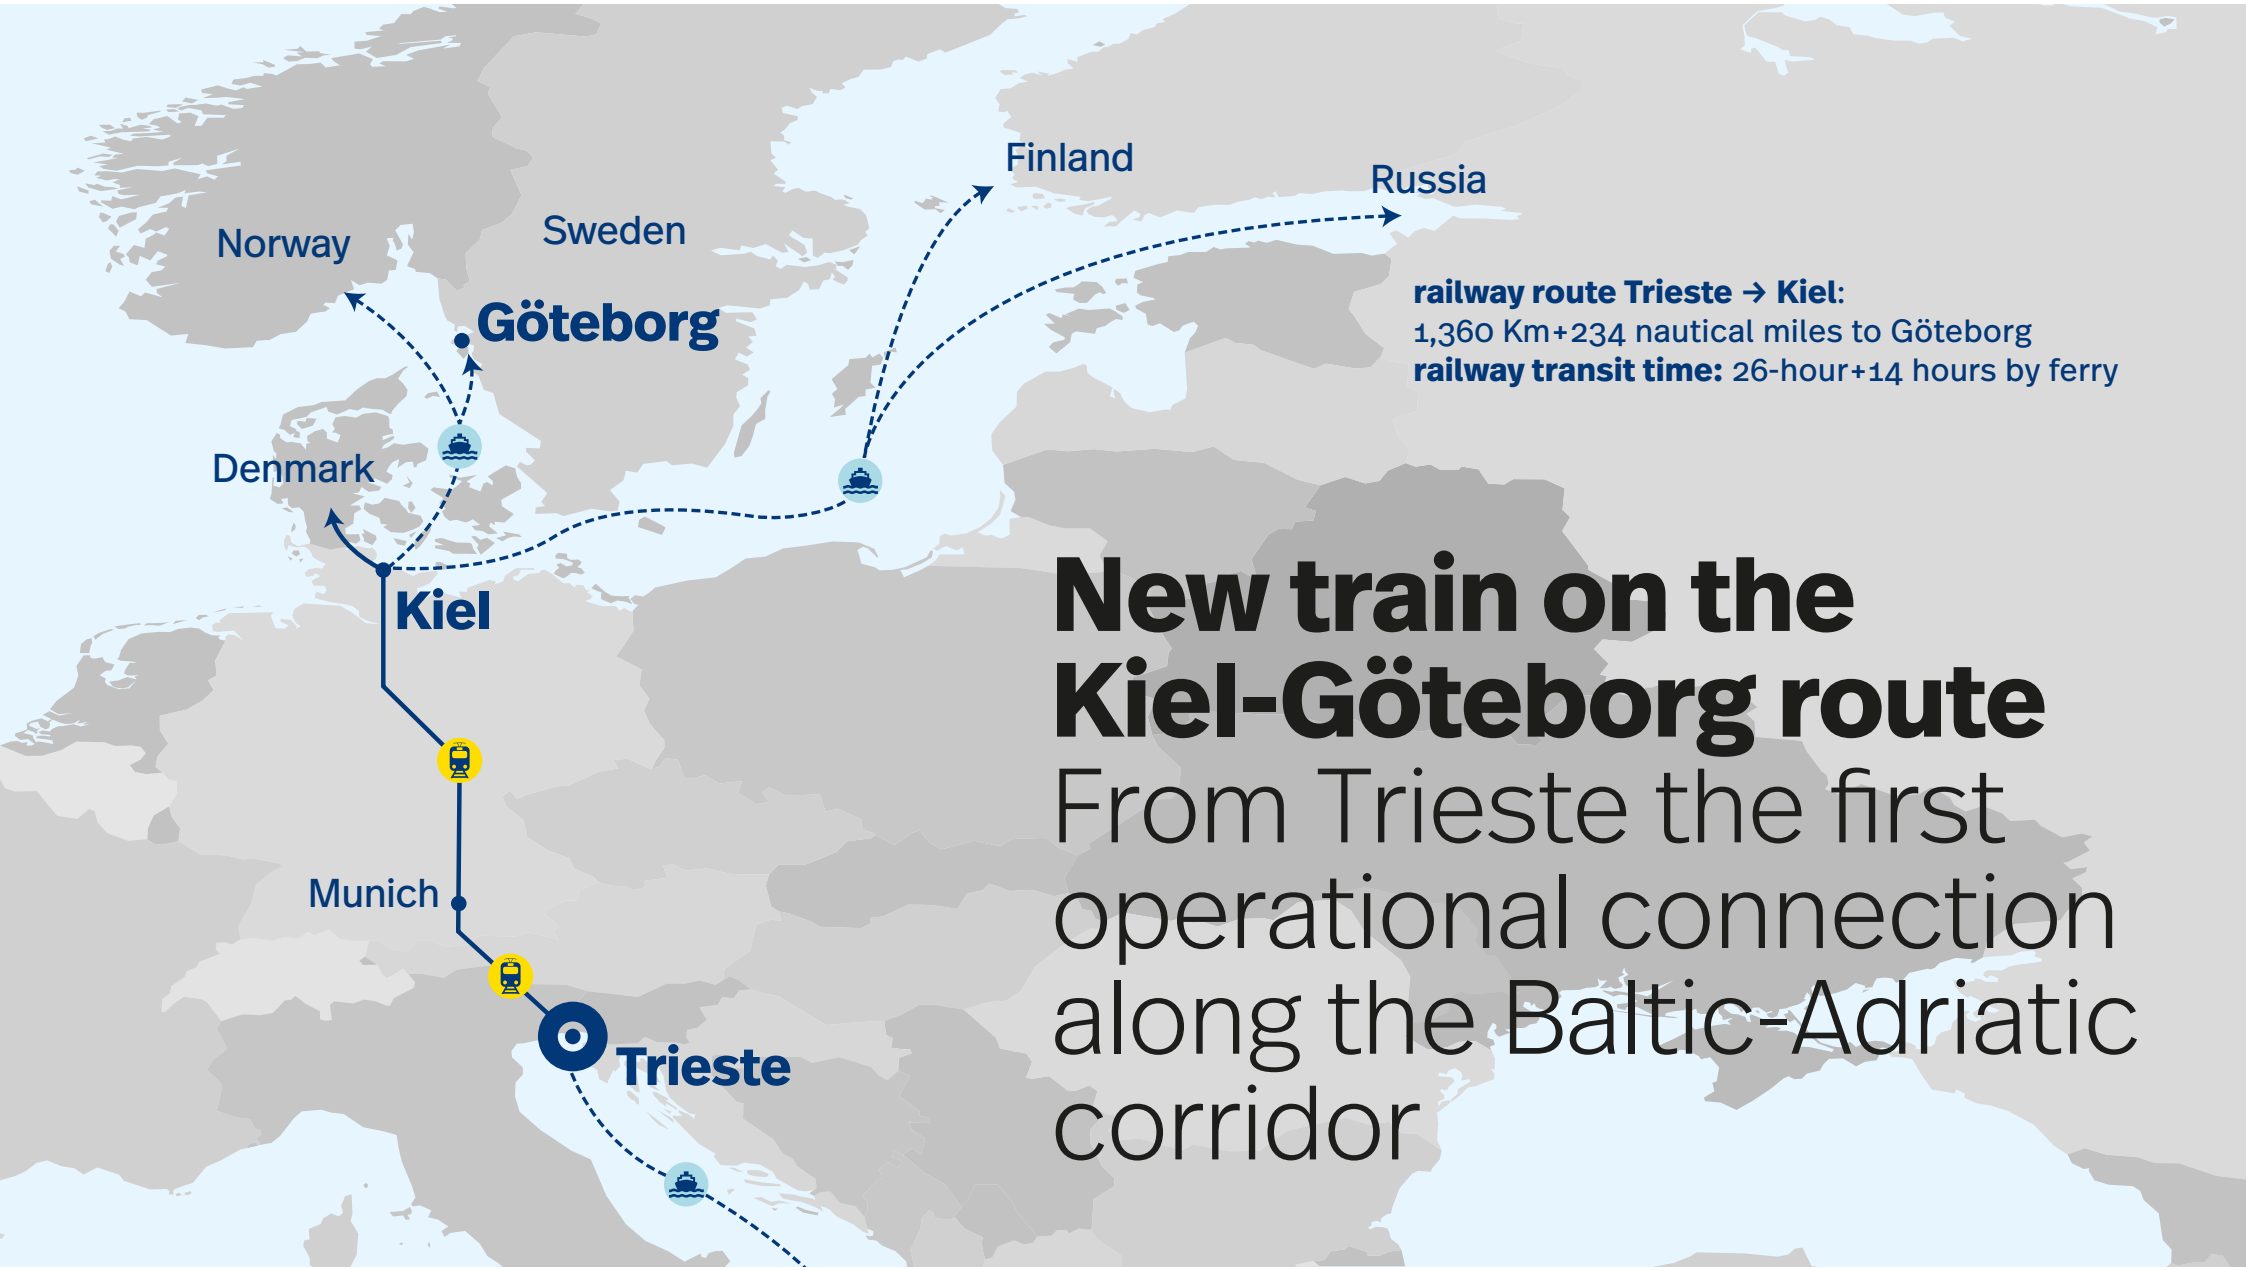 Finland
Russia
Norway
Sweden
Göteborg
railway route Trieste → Kiel:
1,360 Km+234 nautical miles to Göteborg
railway transit time: 26-hour+14 hours by ferry
Denmark
Kiel
New train on the
Kiel-Göteborg route
From Trieste the first
operational connection
along the Baltic-Adriatic
corridor
Munich
Trieste